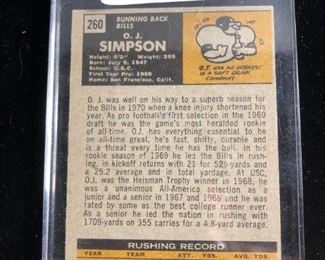 260
RUNNING BACK
BILLS
O. J.
SIMPSON
Height: 6'2" Weight: 205
Born: July 9, 1947
School: U.S.C.
First Year Pro: 1969
Home: San Francisco, Calif.
O.J. HAS AN INTEREST
IN A SOFT DRINK
COMPANY.
O. J. was well on his way to a superb season for
the Bills in 1970 when a knee injury shortened his
year. As pro football's first selection in the 1969
draft he was the game's most heralded rookie
of all-time. O.J. has everything essential to be
an all-time great, he's fast, shifty, durable and
is a threat every time he has the ball. In his
rookie season of 1969 he led the Bills in rushing,
in kickoff returns with 21 for 529 yards and
a 25.2 average and in total yardage. At USC,
O.J. was the Heisman Trophy winner in 1968, he
was a unanimous All-America selection as a
junior and a senior in 1967 and 1968 and was rated by
some as the best college runner ever. As
a senior he led the nation in rushing with
1709-yards on 355 carries for a 4.8-yard average.
RUSHING RECORD
YEAR TEAM ATT. YDS. AVG. TDS